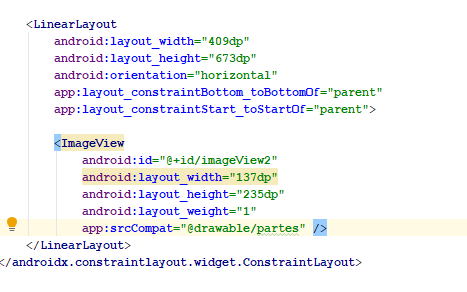 <LinearLayout
android:layout_width="409dp"
android:layout_height="673dp"
android:orientation="horizontal"
app:layout_constraintBottom_toBottomOf="parent"
app:layout_constraintStart_toStartOf="parent">
<ImageView
android:id="@+id/imageView2"
android:layout_width="137dp"
android:layout_height="235dp"
android:layout_weight="1"
app:srcCompat="@drawable/partes" />
</LinearLayout>
</androidx.constraintlayout.widget.ConstraintLayout>